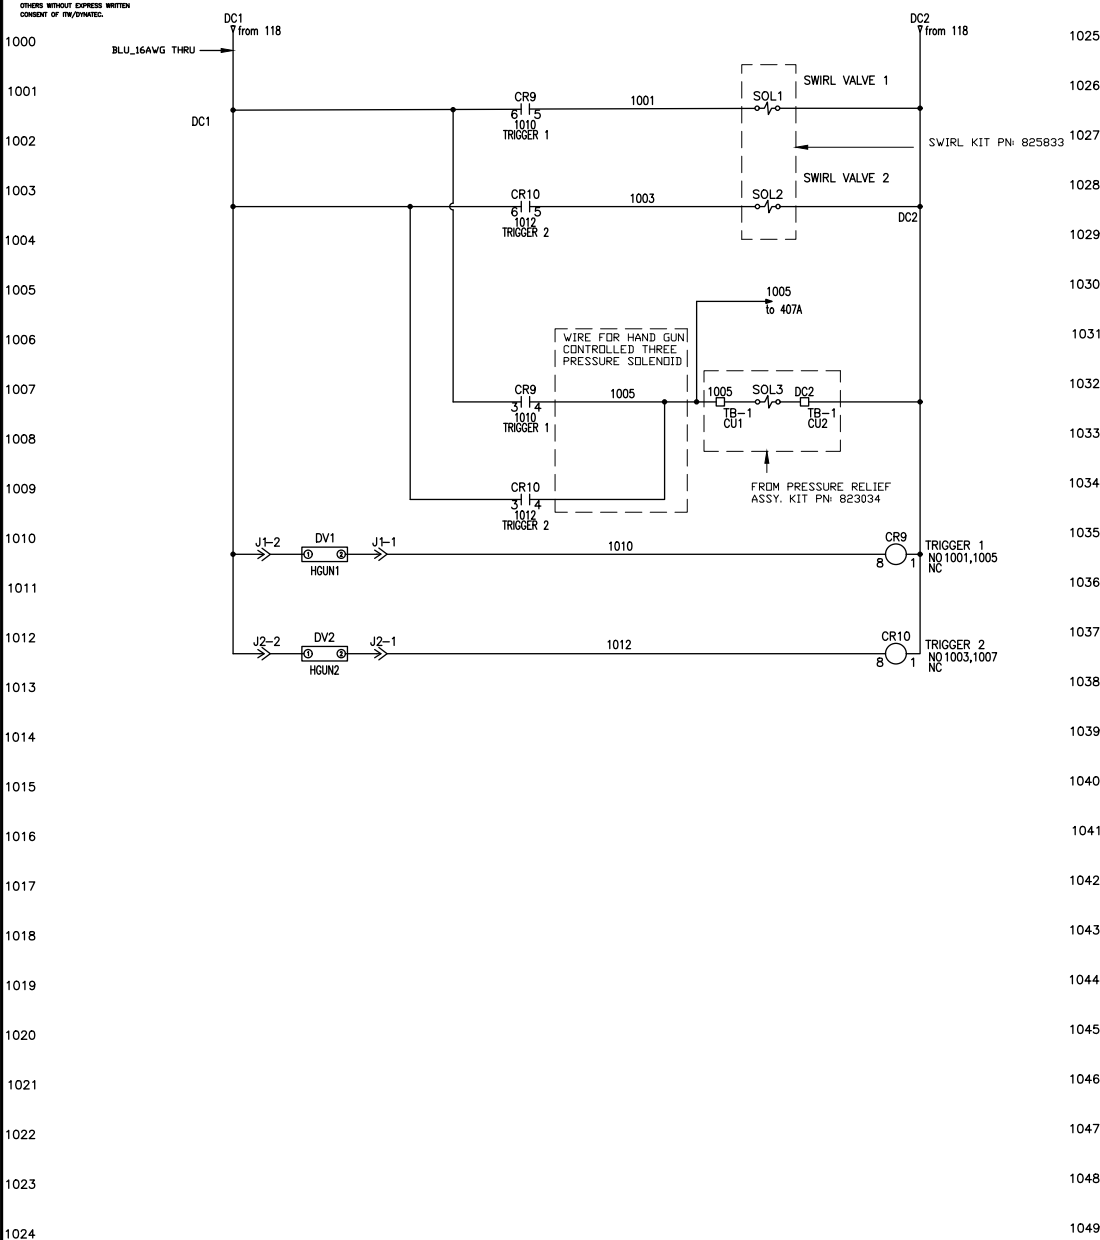 OTHERS WITHOUT EXPRESS WRITTEN
CONSENT OF ITW/DYNATEC.
DC1
from 118
DC2
from 118
1000
1025
BLU_16AWG THRU
1001
1026
SWIRL VALVE 1
CR9
1001
SOL1
6 5
1010
TRIGGER 1
DC1
1002
1027
SWIRL KIT PN: 825833
1003
1028
SWIRL VALVE 2
CR10
1003
SOL2
6 5
1012
TRIGGER 2
DC2
1004
1029
1005
1030
1005
to 407A
1006
1031
WIRE FOR HAND GUN
CONTROLLED THREE
PRESSURE SOLENOID
1007
1032
CR9
1005
1005
SOL3
DC2
3 4
1010
TRIGGER 1
TB-1
CU1
TB-1
CU2
1008
1033
1009
1034
CR10
3 4
1012
TRIGGER 2
FROM PRESSURE RELIEF
ASSY. KIT PN: 823034
1010
1035
J1-2
DV1
J1-1
1010
CR9
TRIGGER 1
1 2
8 1
NO 1001,1005
NC
HGUN1
1011
1036
1012
1037
J2-2
DV2
J2-1
1012
CR10
TRIGGER 2
1 2
8 1
NO 1003,1007
NC
HGUN2
1013
1038
1014
1039
1015
1040
1016
1041
1017
1042
1018
1043
1019
1044
1020
1045
1021
1046
1022
1047
1023
1048
1024
1049